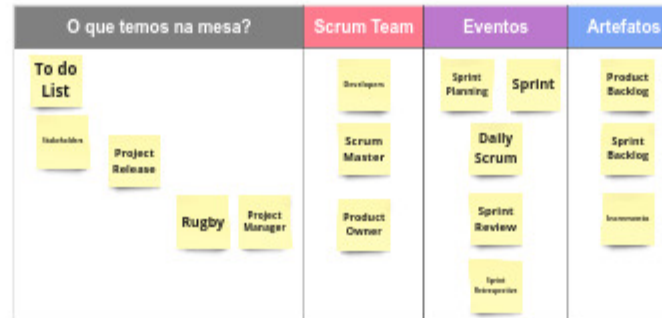 O que temos na mesa?
Scrum Team
Eventos
Artefatos
To do
List
Stakeholders
Project
Release
Rugby
Project
Manager
Developers
Scrum
Master
Product
Owner
Sprint
Planning
Sprint
Daily
Scrum
Sprint
Review
Sprint
Retrospective
Product
Backlog
Sprint
Backlog